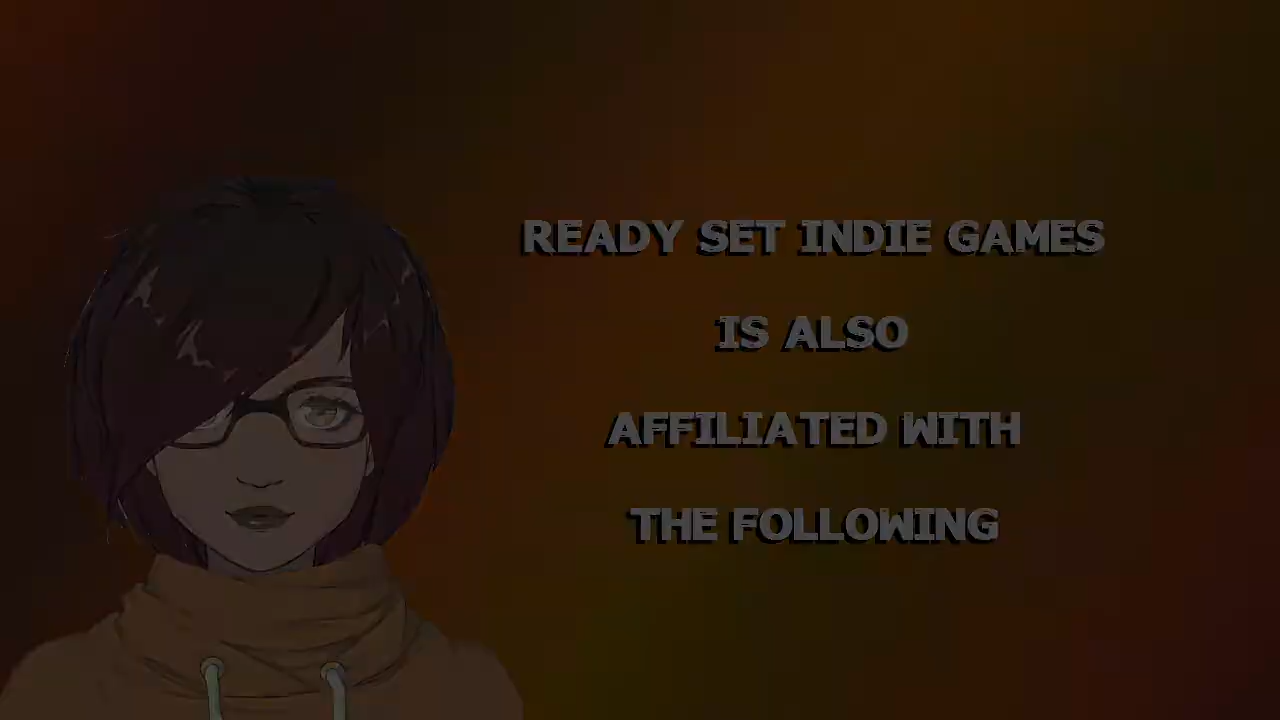 READY SET INDIE GAMES
IS ALSO
AFFILIATED WITH
THE FOLLOWING